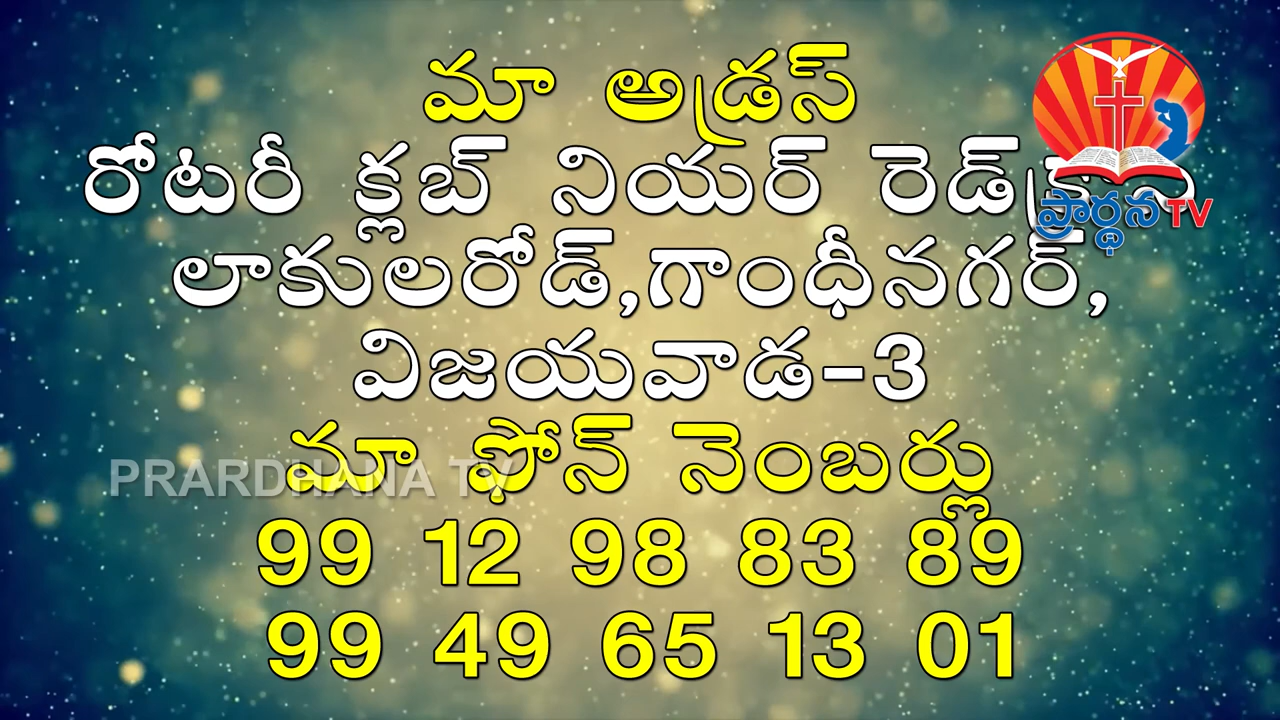 మా అడ్రస్
రోటరీ క్లబ్ నియర్ రెడ్‌క్రాస్
ప్రార్థన TV
లాకులరోడ్,గాంధీనగర్,
విజయవాడ-3
మా ఫోన్ నెంబర్లు
PRARDHANA TV
99 12 98 83 89
99 49 65 13 01